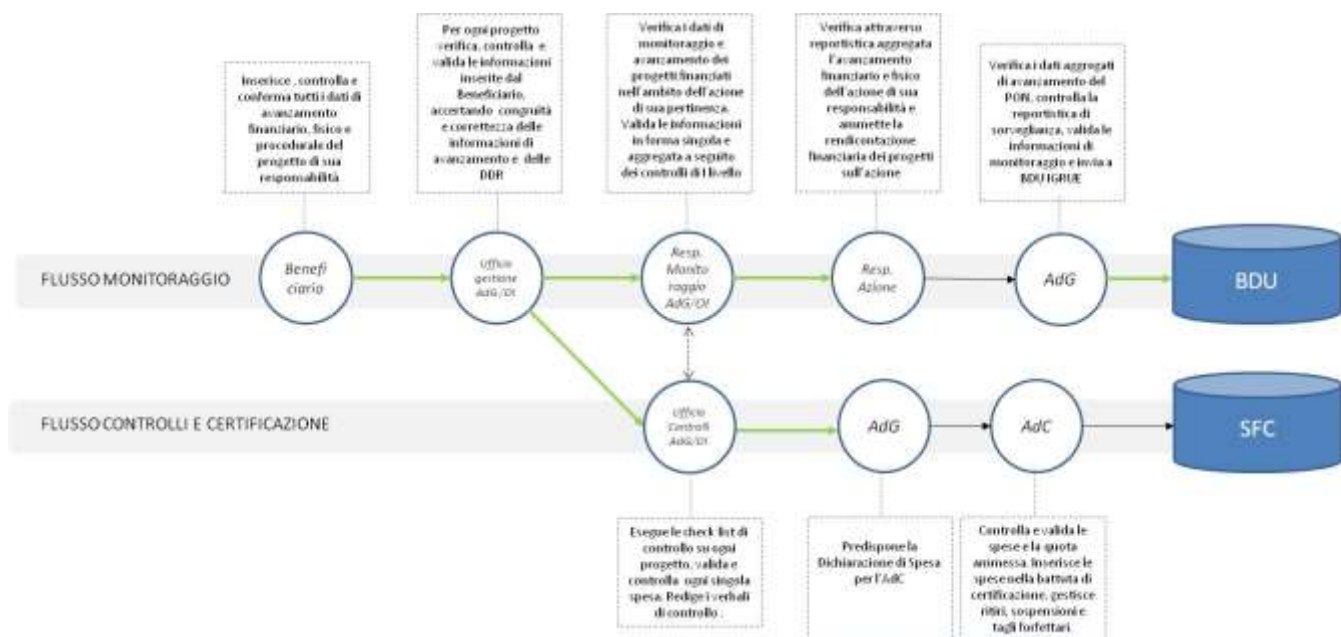 Inserisce , controlla e
conferma tutti i dati di
avanzamento
finanziario, fisico e
procedurale del
progetto di sua
responsabilità
Per ogni progetto
verifica, controlla e
valida le informazioni
inserite dal
Beneficiario,
accertando congruità
e correttezza delle
informazioni di
avanzamento e delle
DDR
Verifica i dati di
monitoraggio e
avanzamento dei
progetti finanziati
nell'ambito dell'azione
di sua pertinenza.
Valida le informazioni
in forma singola e
aggregata a seguito
dei controlli di I livello
Verifica attraverso
reportistica aggregata
l'avanzamento
finanziario e fisico
dell'azione di sua
responsabilità e
ammette la
rendicontazione
finanziaria dei progetti
sull'azione
Verifica i dati aggregati
di avanzamento del
PON, controlla la
reportistica di
sorveglianza, valida le
informazioni di
monitoraggio e invia a
BDU IGRUE
FLUSSO MONITORAGGIO
Benefi
ciario
Ufficio
gestione
AdG/OI
Resp.
Monito
raggio
AdG/OI
Resp.
Azione
AdG
BDU
FLUSSO CONTROLLI E CERTIFICAZIONE
Ufficio
Controlli
AdG/OI
AdG
AdC
SFC
Esegue le check list di
controllo su ogni
progetto, valida e
controlla ogni singola
spesa. Redige i verbali
di controllo .
Predispone la
Dichiarazione di Spesa
per l'AdC
Controlla e valida le
spese e la quota
ammessa. Inserisce le
spese nella battuta di
certificazione, gestisce
ritiri, sospensioni e
tagli forfettari.